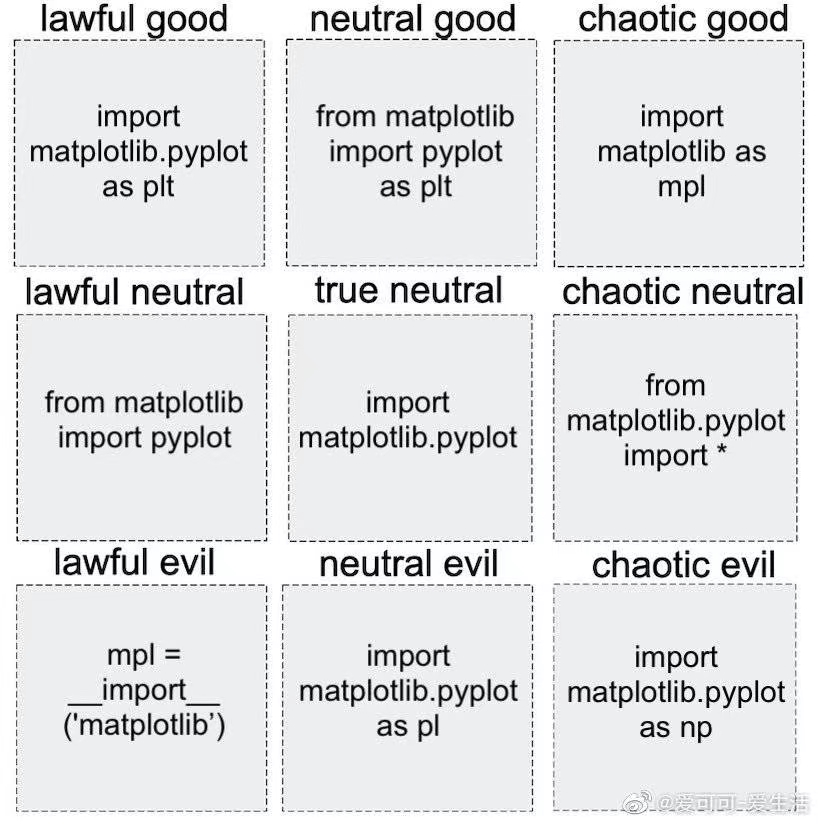 lawful good
neutral good
chaotic good
import
matplotlib.pyplot
as plt
from matplotlib
import pyplot
as plt
import
matplotlib as
mpl
lawful neutral
true neutral
chaotic neutral
from matplotlib
import pyplot
import
matplotlib.pyplot
from
matplotlib.pyplot
import *
lawful evil
neutral evil
chaotic evil
mpl =
__import__
('matplotlib’)
import
matplotlib.pyplot
as pl
import
matplotlib.pyplot
as np
@爱可可-爱生活